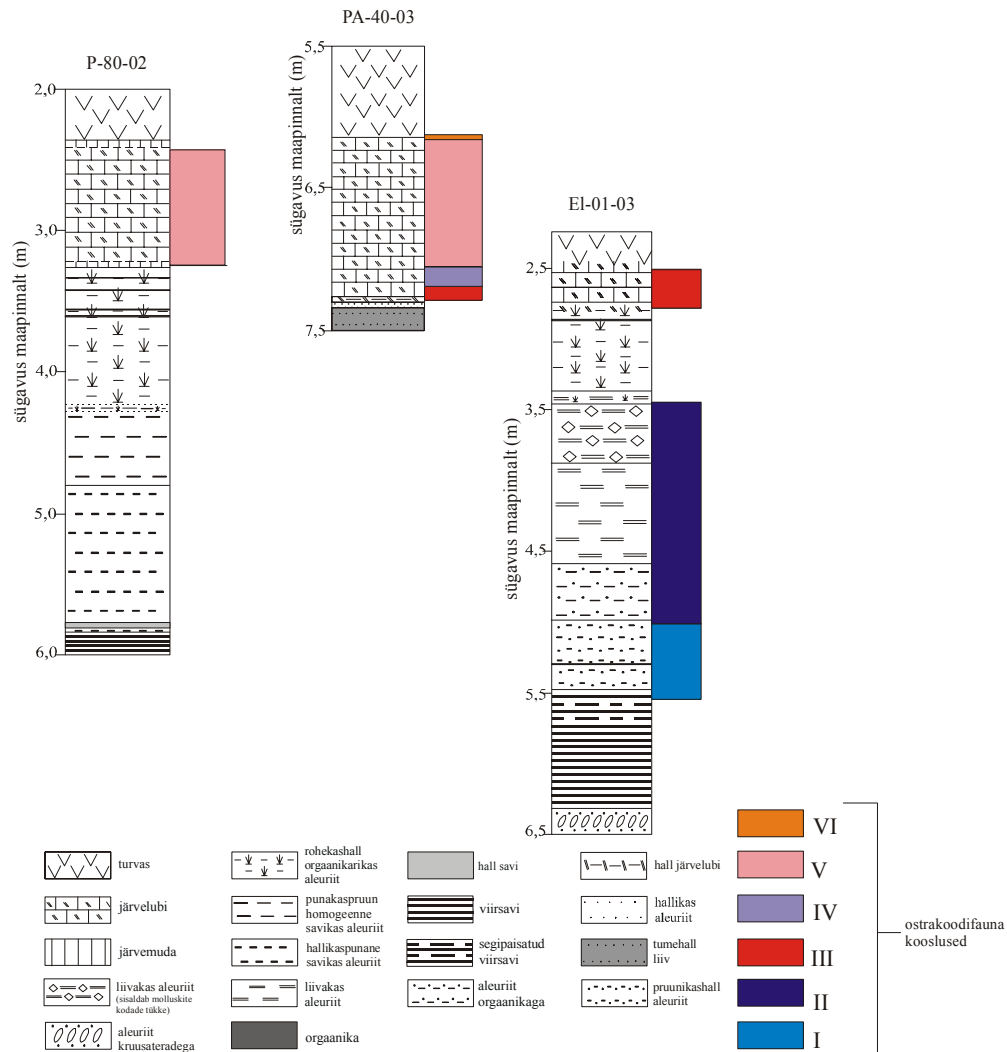 PA-40-03
P-80-02
El-01-03
sügavus maapinnalt (m)
2,0
3,0
4,0
5,0
6,0
sügavus maapinnalt (m)
5,5
6,5
7,5
sügavus maapinnalt (m)
2,5
3,5
4,5
5,5
6,5
turvas
järvelubi
järvemuda
liivakas aleuriit
(sisaldab molluskite
kodade tükke)
aleuriit
kruusateradega
rohekashall
orgaanikarikas
aleuriit
punakaspruun
homogeenne
savikas aleuriit
hallikaspunane
savikas aleuriit
liivakas
aleuriit
orgaanika
hall savi
viirsavi
segipaisatud
viirsavi
aleuriit
orgaanikaga
hall järvelubi
hallikas
aleuriit
tumehall
liiv
pruunikashall
aleuriit
VI
V
IV
III
II
I
ostrakoodifauna
kooslused